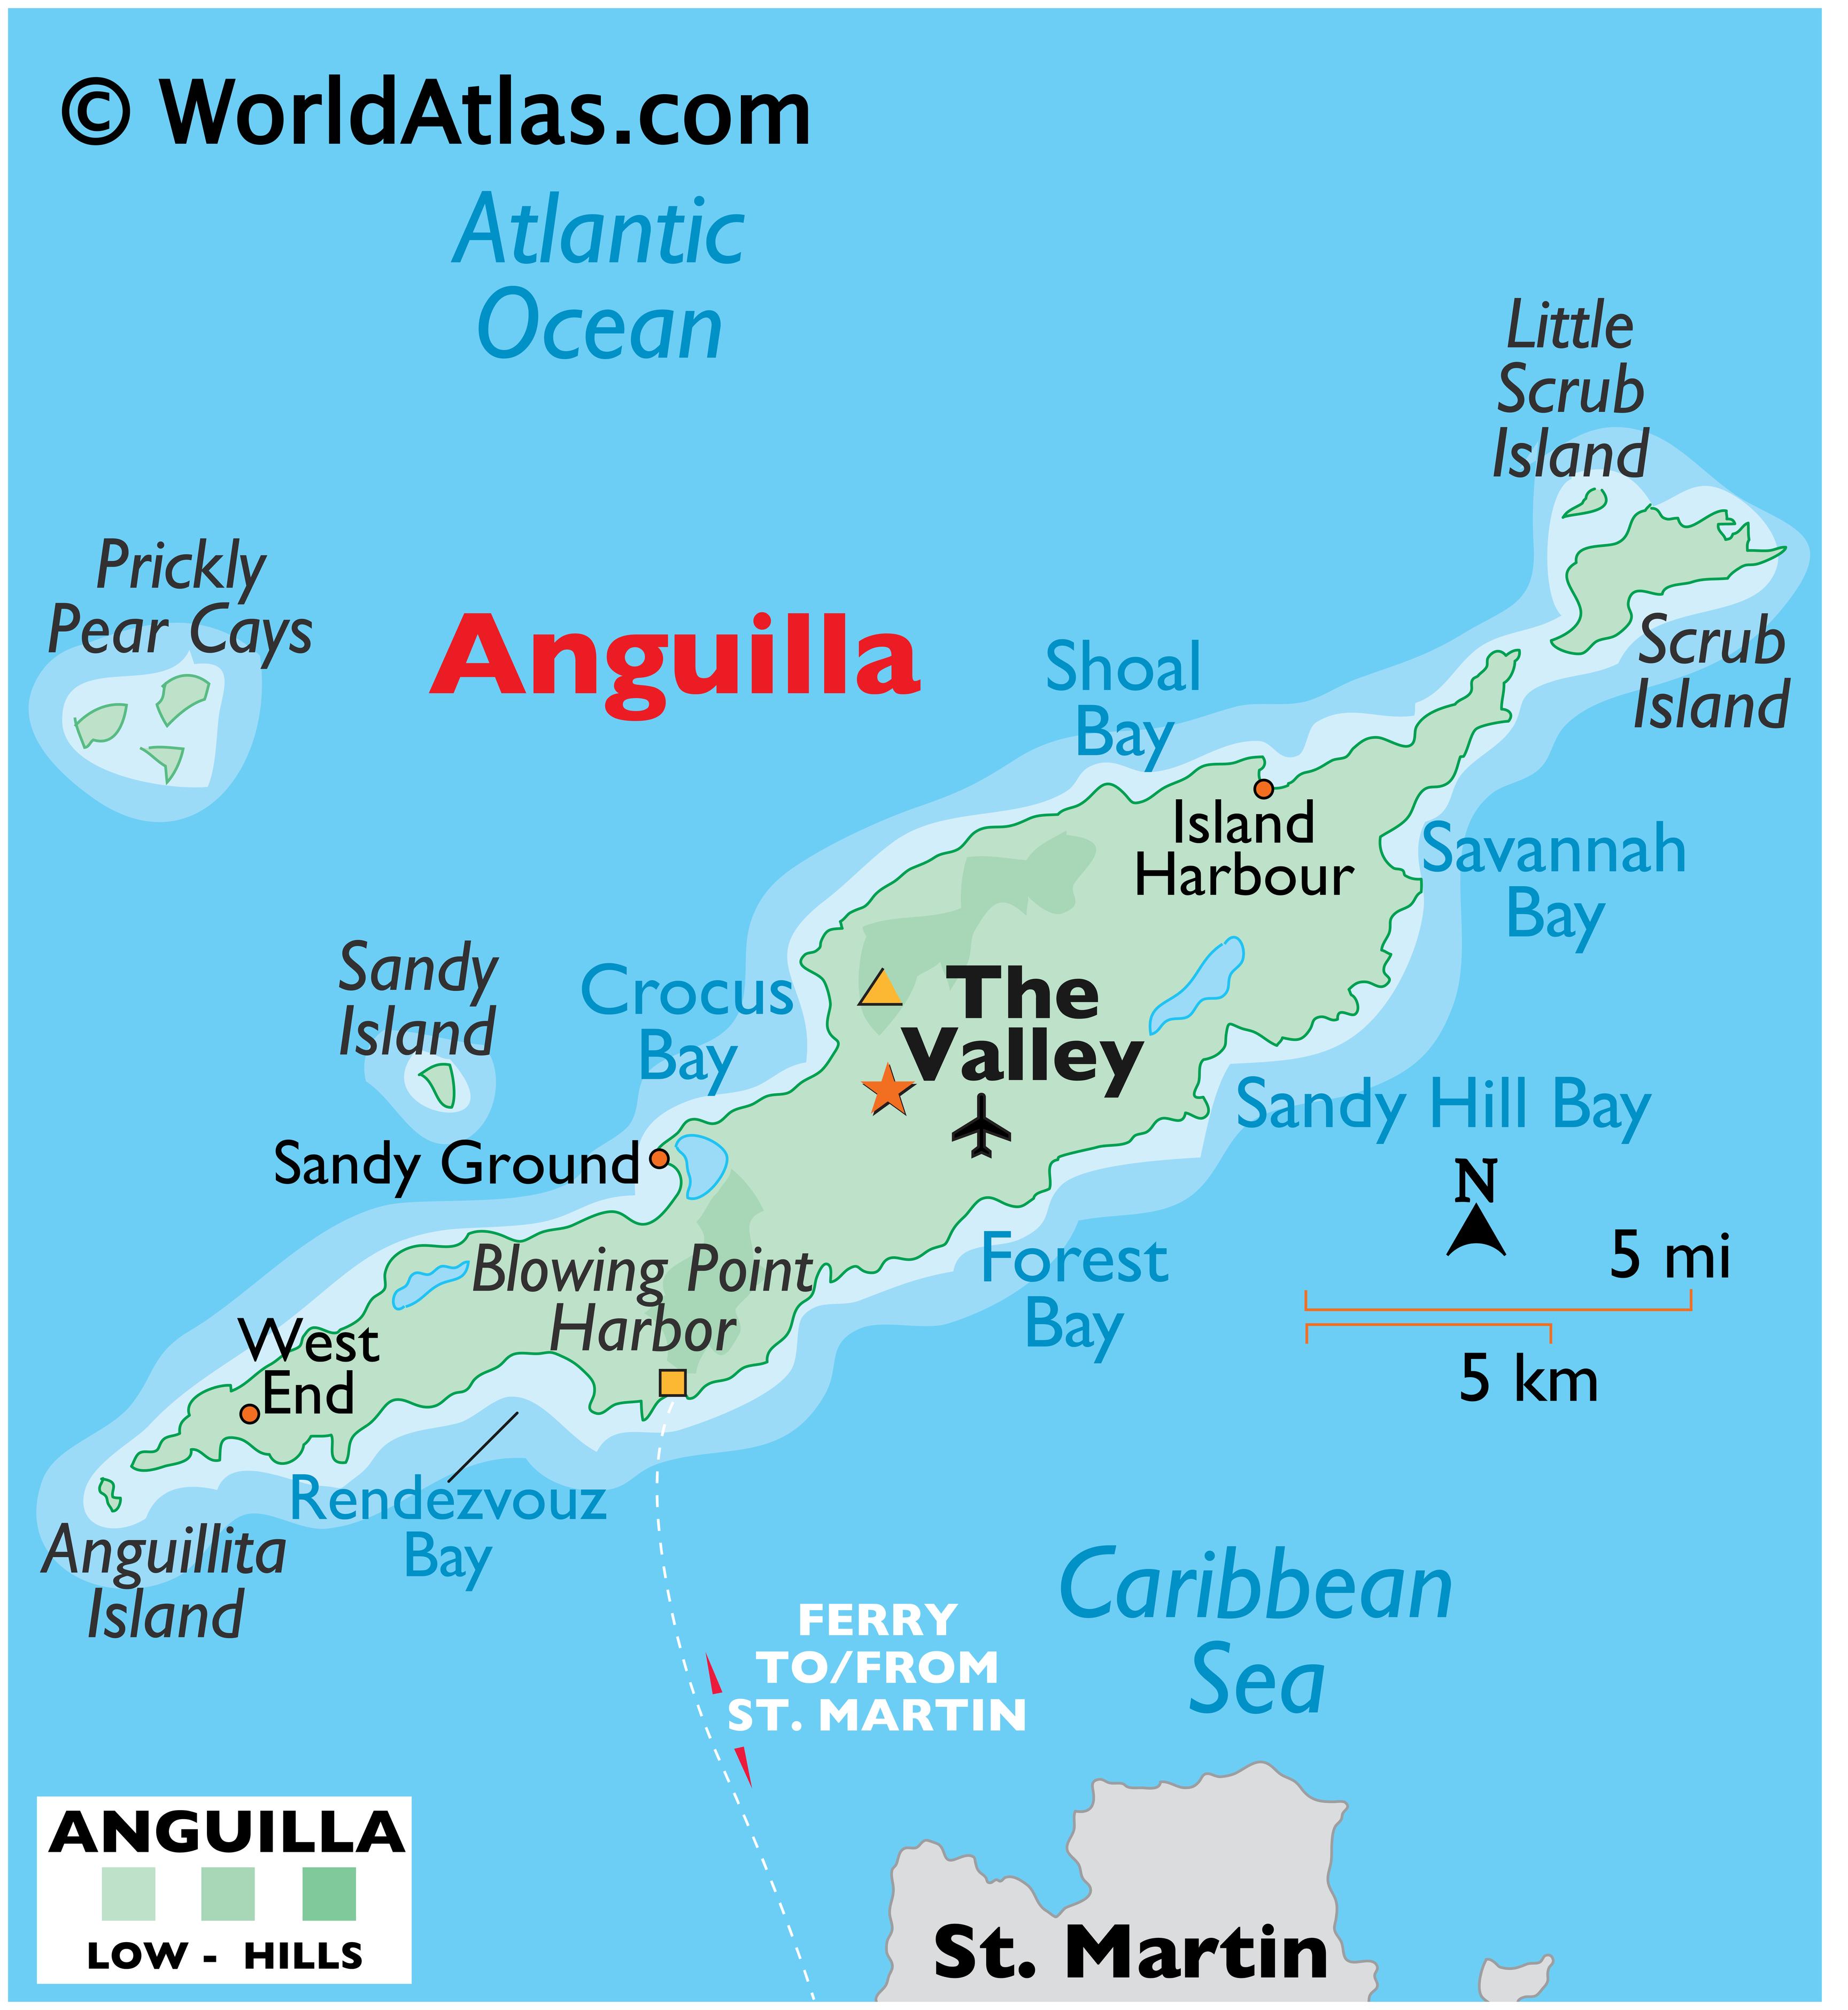 © WorldAtlas.com
Atlantic
Ocean
Little
Scrub
Island
Prickly
Pear Cays
Anguilla
Shoal
Bay
Scrub
Island
Island
Harbour
Savannah
Bay
Sandy
Island
Crocus
Bay
The
Valley
Sandy Hill Bay
Sandy Ground
N
5 mi
5 km
Blowing Point
Harbor
Forest
Bay
West
End
Rendezvouz
Bay
Anguillita
Island
Caribbean
Sea
FERRY
TO/FROM
ST. MARTIN
ANGUILLA
LOW - HILLS
St. Martin